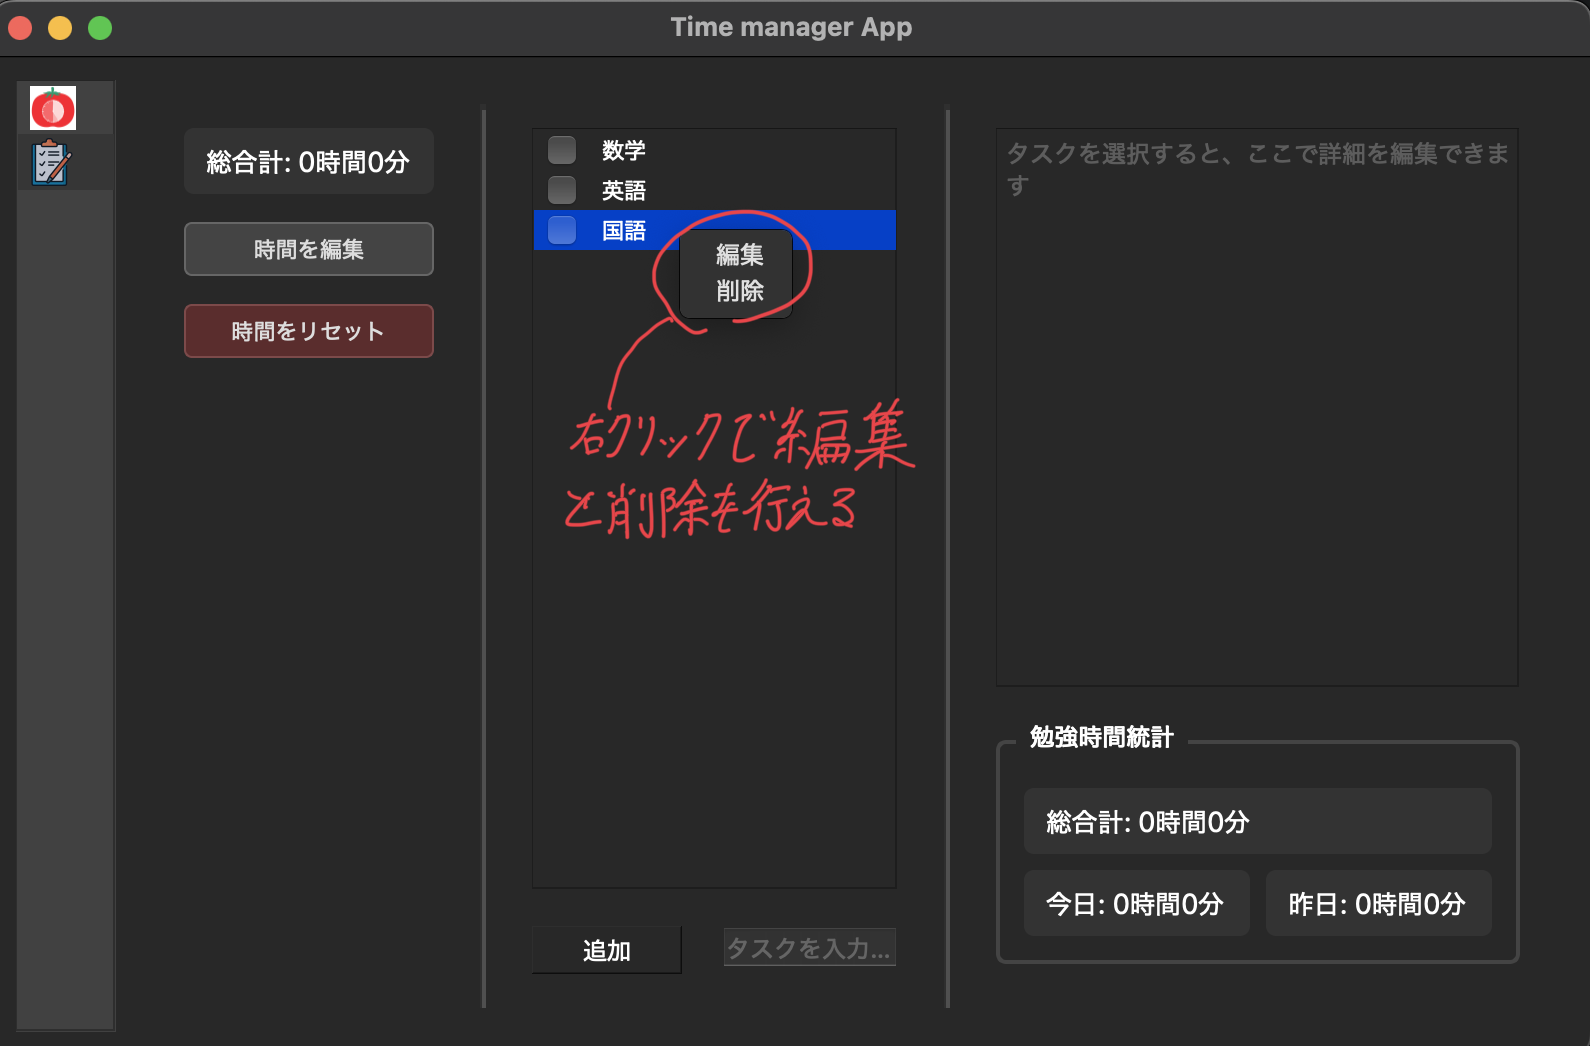 Time manager App
総合計: 0時間0分
時間を編集
時間をリセット
数学
英語
国語
編集
削除
右クリックで編集
と削除を行える
追加
タスクを入力...
タスクを選択すると、ここで詳細を編集できま
す
勉強時間統計
総合計: 0時間0分
今日: 0時間0分
昨日: 0時間0分